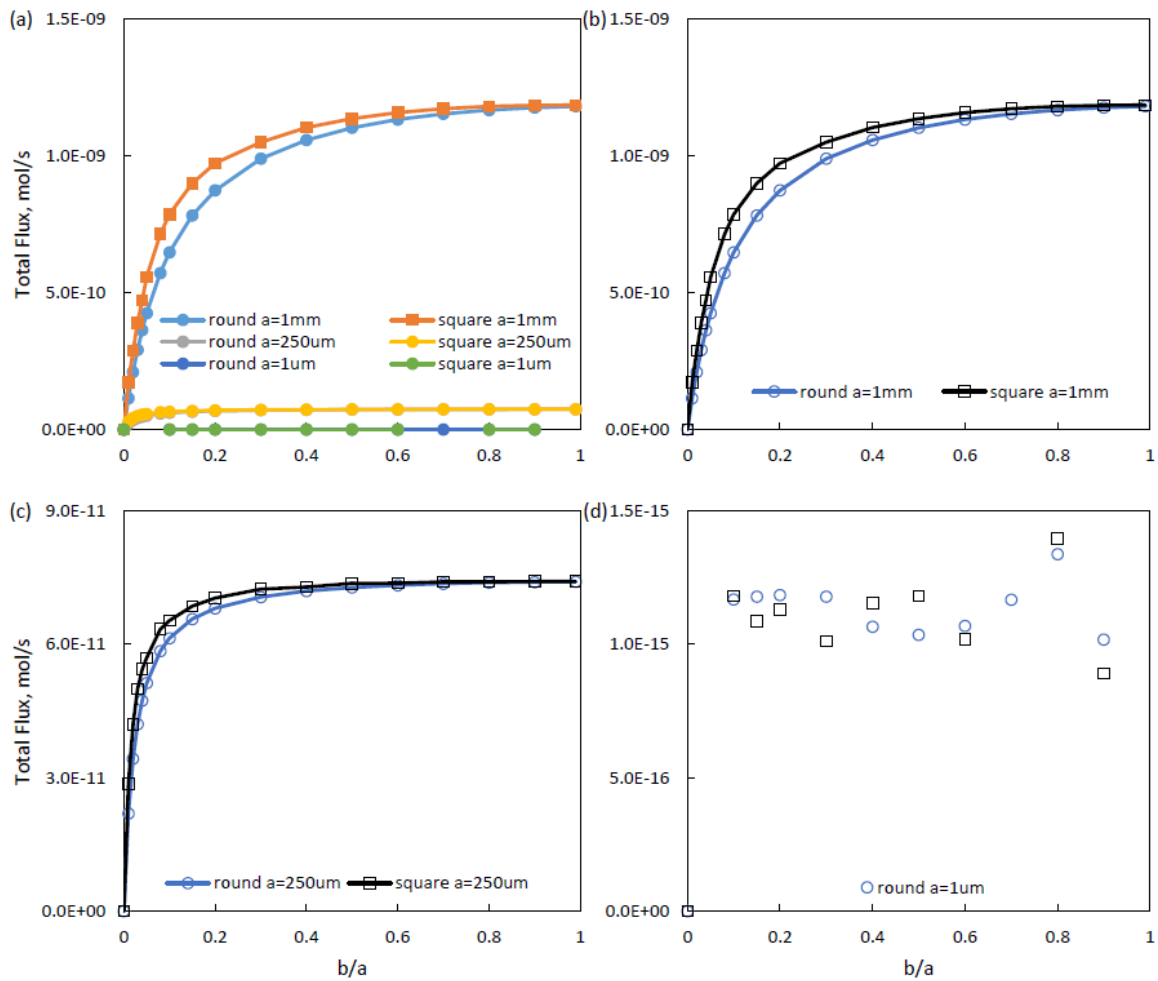 (a)
1.5E-09
1.0E-09
5.0E-10
0.0E+00
Total Flux, mol/s
round a=1mm
square a=1mm
round a=250um
square a=250um
round a=1um
square a=1um
0 0.2 0.4 0.6 0.8 1
(b)
1.5E-09
1.0E-09
5.0E-10
0.0E+00
round a=1mm
square a=1mm
0 0.2 0.4 0.6 0.8 1
(c)
9.0E-11
6.0E-11
3.0E-11
0.0E+00
Total Flux, mol/s
round a=250um
square a=250um
0 0.2 0.4 0.6 0.8 1
b/a
(d)
1.5E-15
1.0E-15
5.0E-16
0.0E+00
round a=1um
0 0.2 0.4 0.6 0.8 1
b/a